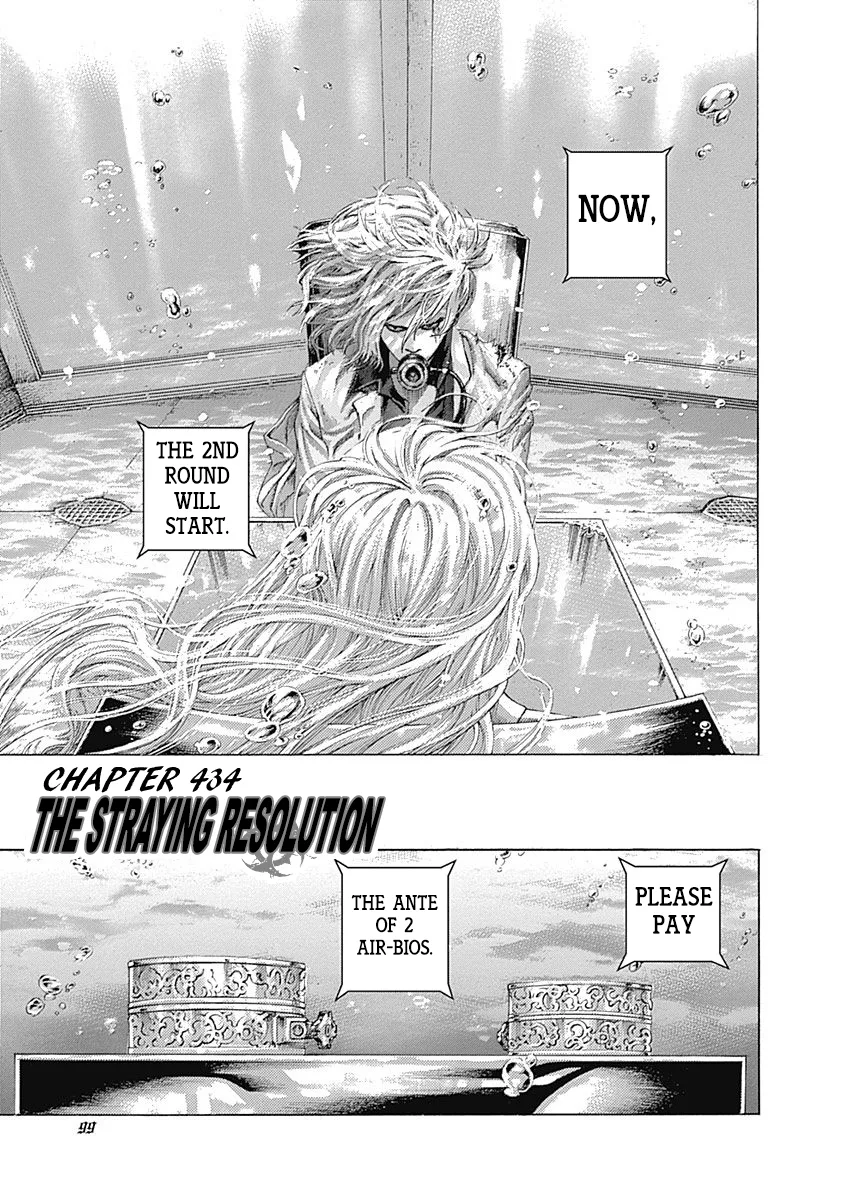 NOW,
THE 2ND
ROUND
WILL
START.
CHAPTER 434
THE STRAYING RESOLUTION
PLEASE
PAY
THE ANTE
OF 2
AIR-BIOS.
99